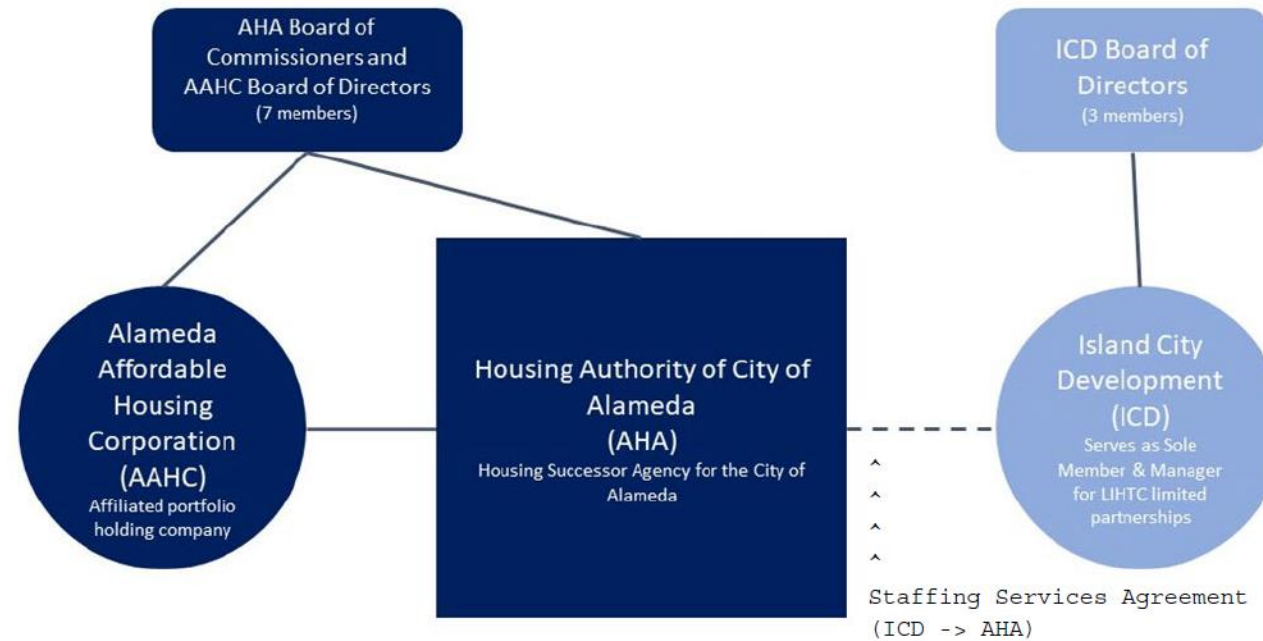 AHA Board of
Commissioners and
AAHC Board of Directors
(7 members)
ICD Board of
Directors
(3 members)
Alameda
Affordable
Housing
Corporation
(AAHC)
Affiliated portfolio
holding company
Housing Authority of City of
Alameda
(AHA)
Housing Successor Agency for the City of
Alameda
Island City
Development
(ICD)
Serves as Sole
Member & Manager
for LIHTC limited
partnerships
^
^
^
^
Staffing Services Agreement
(ICD -> AHA)